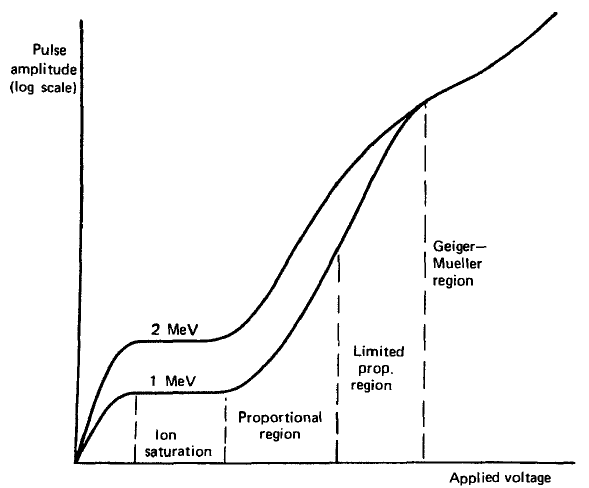 Pulse
amplitude
(log scale)
2 MeV
1 MeV
Ion
saturation
Proportional
region
Limited
prop.
region
Geiger—
Mueller
region
Applied voltage